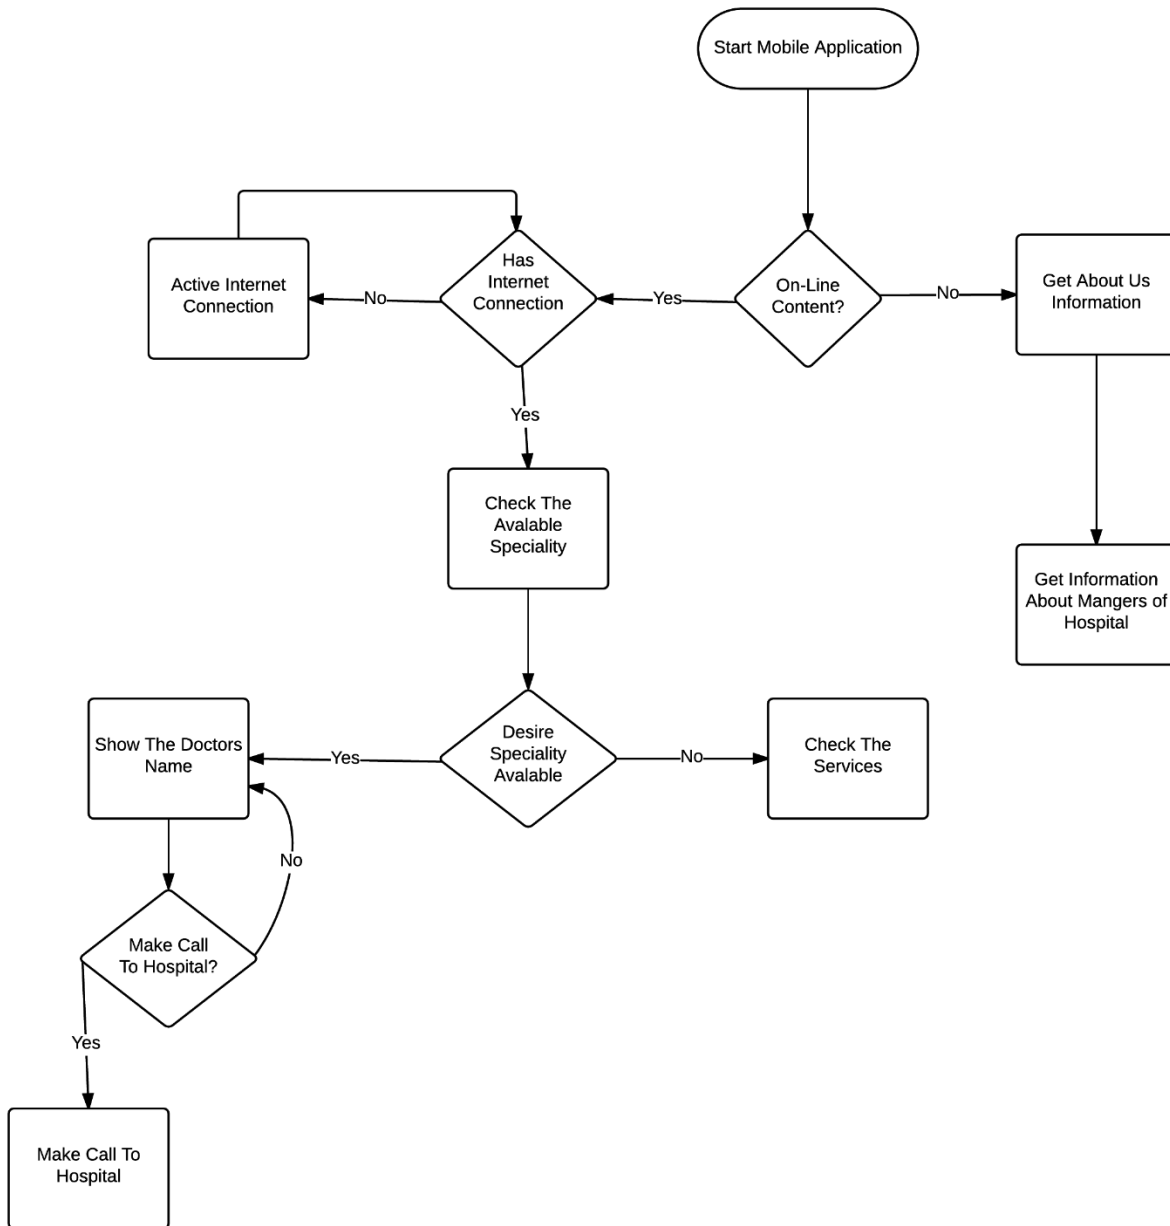 Start Mobile Application
Has
Internet
Connection
On-Line
Content?
Active Internet
Connection
Get About Us
Information
No
Yes
No
Yes
Check The
Avalable
Speciality
Get Information
About Mangers of
Hospital
Show The Doctors
Name
Yes
Desire
Speciality
Avalable
No
Check The
Services
No
Make Call
To Hospital?
Yes
Make Call To
Hospital